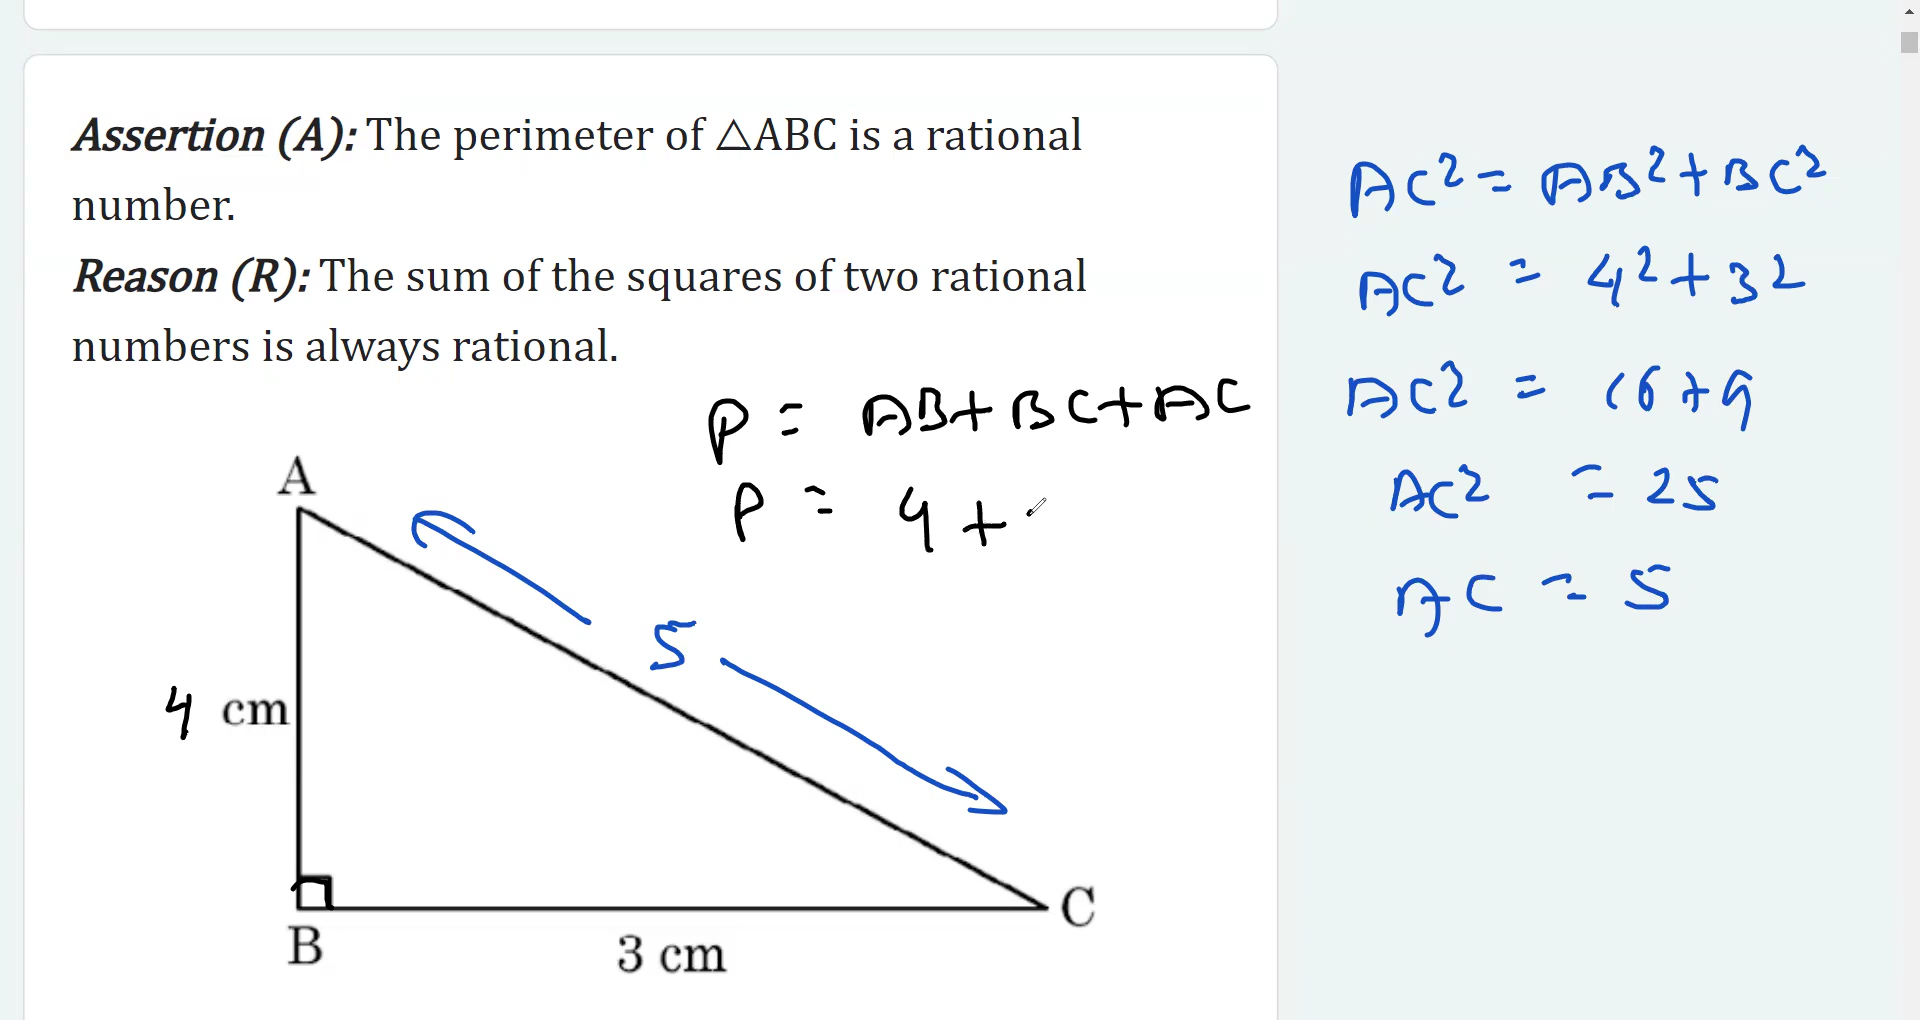 Assertion (A): The perimeter of △ABC is a rational
number.
Reason (R): The sum of the squares of two rational
numbers is always rational.
P = AB+BC+AC
P = 4 +
A
5
4 cm
B
C
3 cm
AC² = AB²+BC²
AC² = 4²+3²
AC² = 16+9
AC² = 25
AC = 5